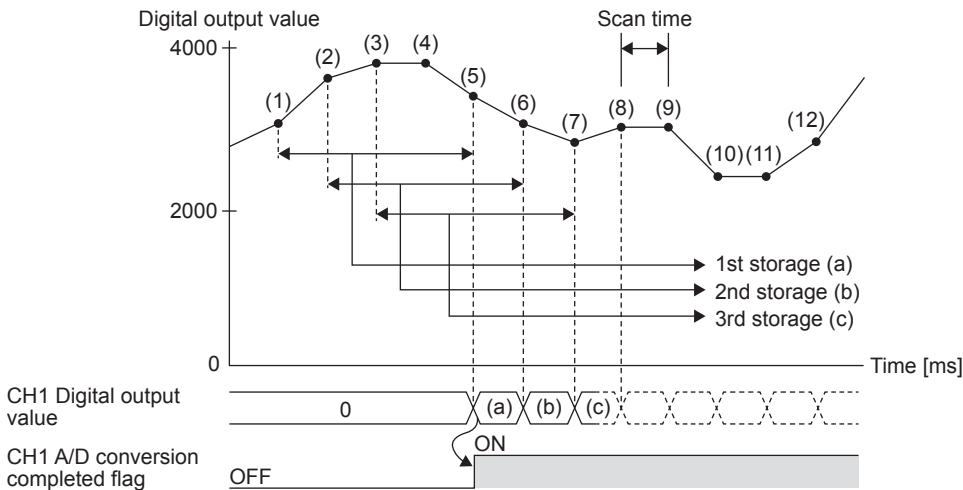 Digital output value
Scan time
4000
(1)
(2)
(3)
(4)
(5)
(6)
(7)
(8)
(9)
(10)
(11)
(12)
2000
1st storage (a)
2nd storage (b)
3rd storage (c)
0
Time [ms]
CH1 Digital output
value
0
(a)
(b)
(c)
CH1 A/D conversion
completed flag
OFF
ON